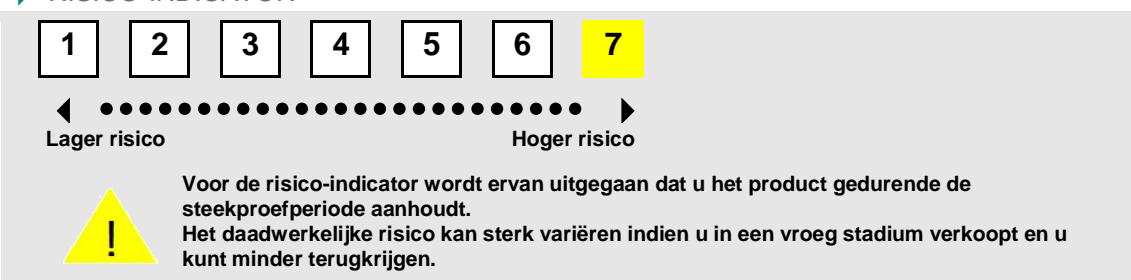 RISICO-INDICATOR
1 2 3 4 5 6 7
Lager risico Hoger risico
Voor de risico-indicator wordt ervan uitgegaan dat u het product gedurende de
steekproefperiode aanhoudt.
! Het daadwerkelijke risico kan sterk variëren indien u in een vroeg stadium verkoopt en u
kunt minder terugkrijgen.